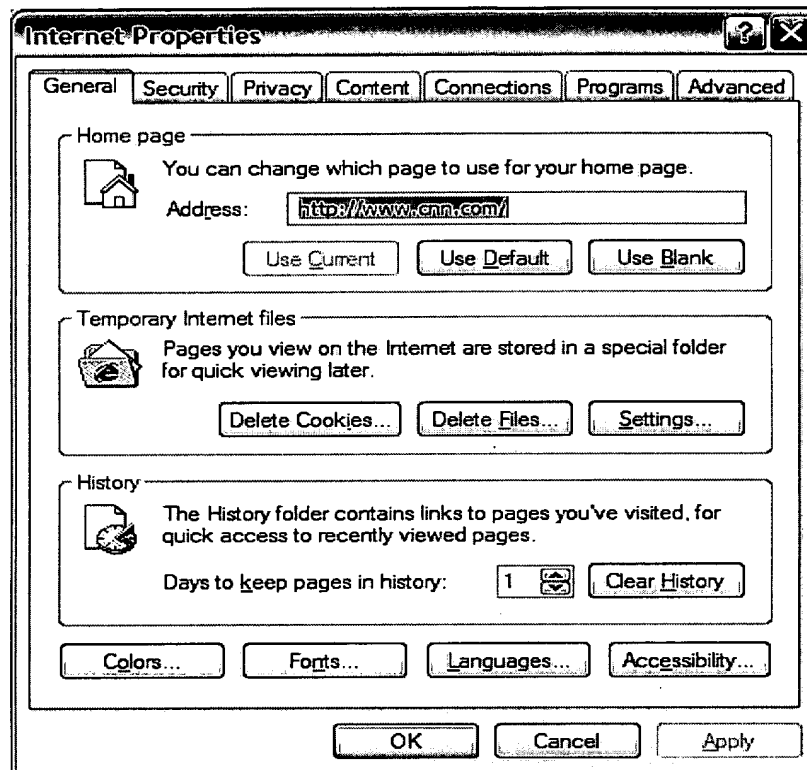 Internet Properties
General Security Privacy Content Connections Programs Advanced
Home page
You can change which page to use for your home page.
Address: http://www.cnn.com/
Use Current Use Default Use Blank
Temporary Internet files
Pages you view on the Internet are stored in a special folder
for quick viewing later.
Delete Cookies... Delete Files... Settings...
History
The History folder contains links to pages you've visited, for
quick access to recently viewed pages.
Days to keep pages in history: 1 Clear History
Colors... Fonts... Languages... Accessibility...
OK Cancel Apply